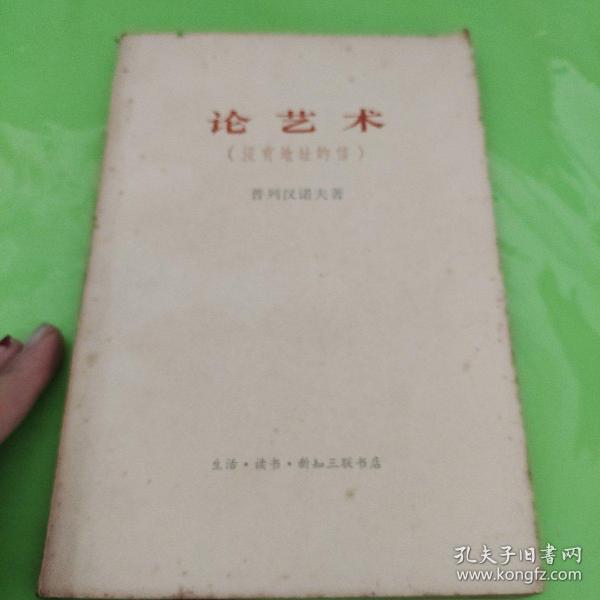 论艺术
（没有地址的信）
普列汉诺夫著
生活·读书·新知三联书店
孔夫子旧书网
www.kongfz.com